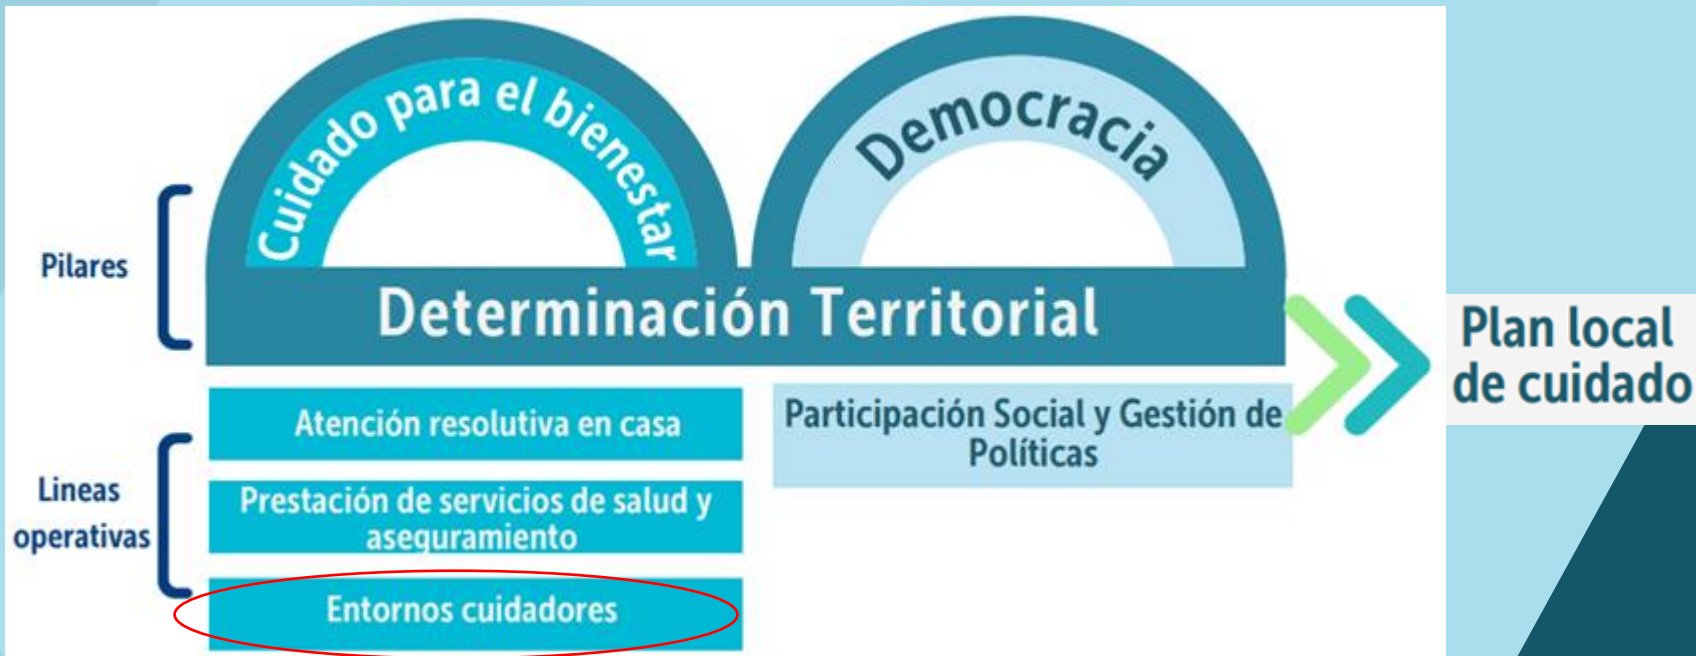 Cuidado para el bienestar
Democracia
Pilares
Determinación Territorial
Plan local
de cuidado
Atención resolutiva en casa
Participación Social y Gestión de
Políticas
Lineas
operativas
Prestación de servicios de salud y
aseguramiento
Entornos cuidadores